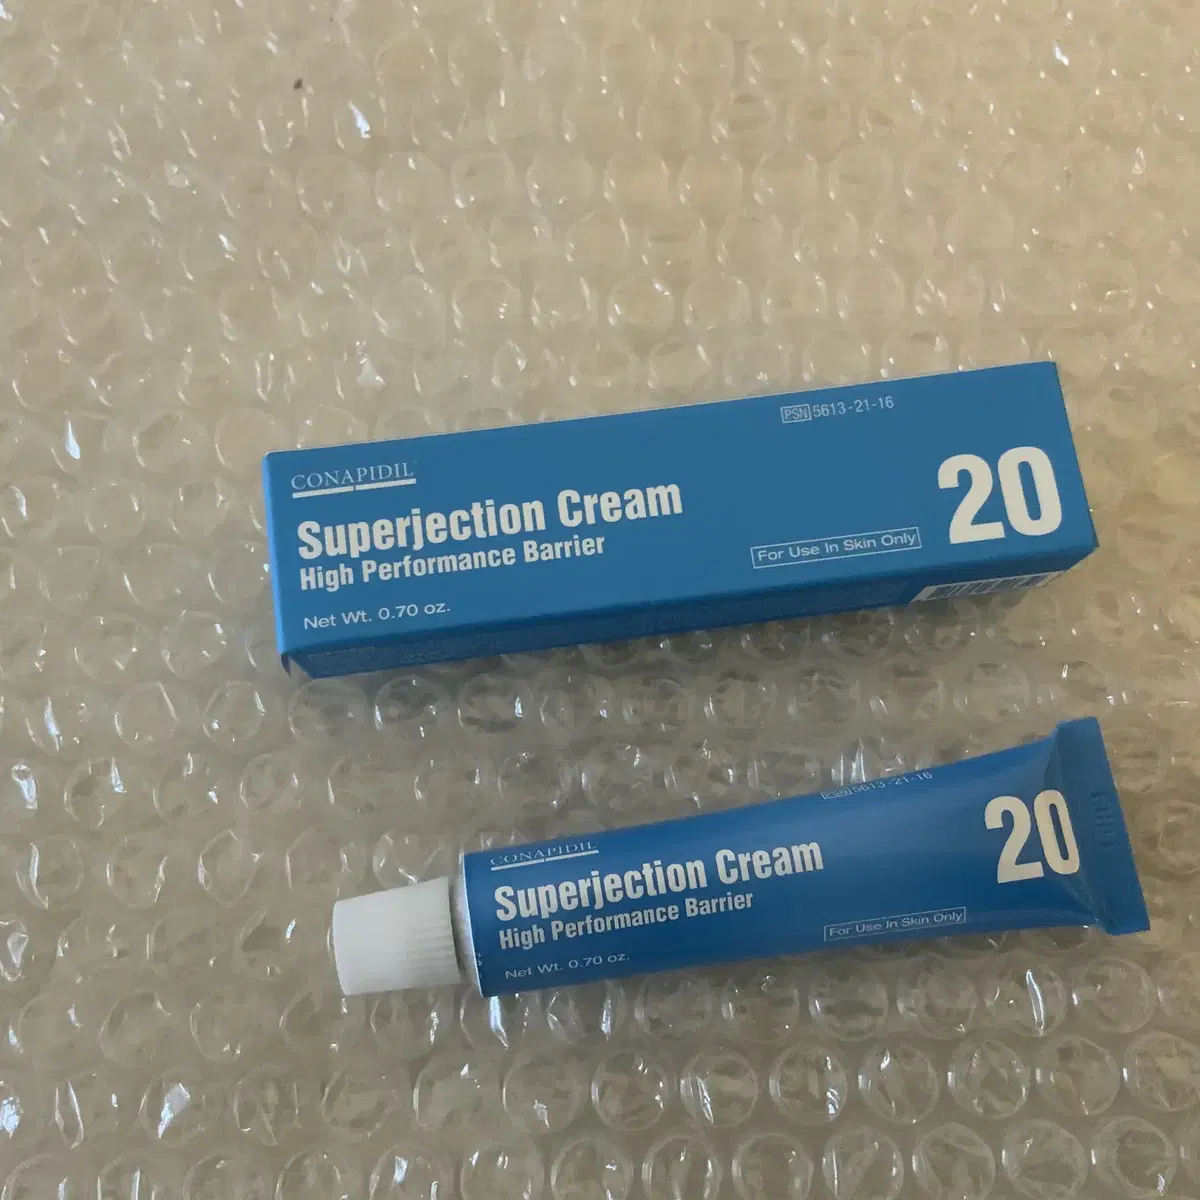 PSN 5613-21-16
CONAPIDIL
Superjection Cream
High Performance Barrier
20
For Use In Skin Only
Net Wt. 0.70 oz.
PSN 5613-21-16
CONAPIDIL
Superjection Cream
High Performance Barrier
20
For Use In Skin Only
Net Wt. 0.70 oz.